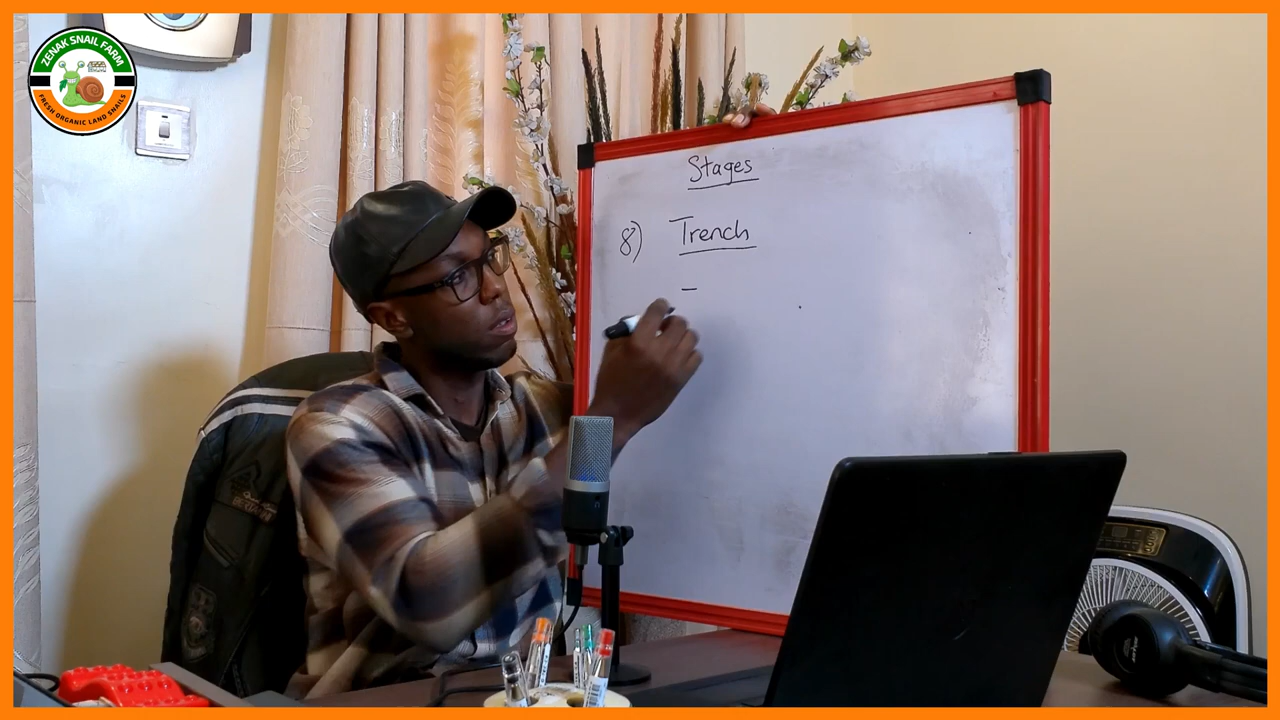 ZENAK SNAIL FARM
FRESH ORGANIC LAND SNAILS
Stages
8) Trench
–